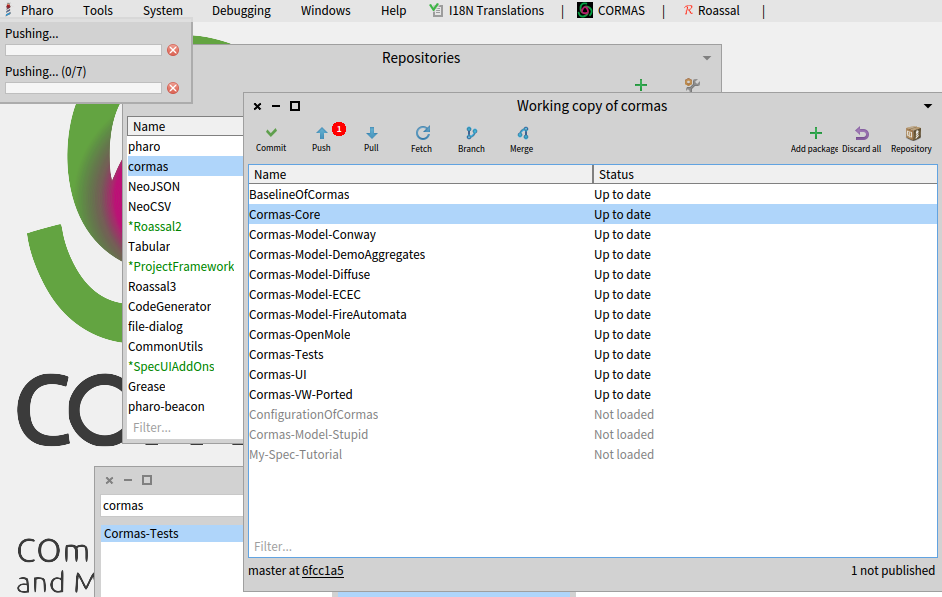 Pharo Tools System Debugging Windows Help I18N Translations | CORMAS | Roassal |
Pushing...
Pushing... (0/7)
Repositories
Name
pharo
cormas
NeoJSON
NeoCSV
*Roassal2
Tabular
*ProjectFramework
Roassal3
CodeGenerator
file-dialog
CommonUtils
*SpecUIAddOns
Grease
pharo-beacon
Filter...
Working copy of cormas
Commit Push 1 Pull Fetch Branch Merge Add package Discard all Repository
Name Status
BaselineOfCormas Up to date
Cormas-Core Up to date
Cormas-Model-Conway Up to date
Cormas-Model-DemoAggregates Up to date
Cormas-Model-Diffuse Up to date
Cormas-Model-ECEC Up to date
Cormas-Model-FireAutomata Up to date
Cormas-OpenMole Up to date
Cormas-Tests Up to date
Cormas-UI Up to date
Cormas-VW-Ported Up to date
ConfigurationOfCormas Not loaded
Cormas-Model-Stupid Not loaded
My-Spec-Tutorial Not loaded
Filter...
master at 6fcc1a5 1 not published
cormas
Cormas-Tests
CO
COm
and M